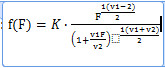 f(F) = K · F^(1(v1−2)/2) / (1+ v1F/v2)□^(1(v1+v2)/2)